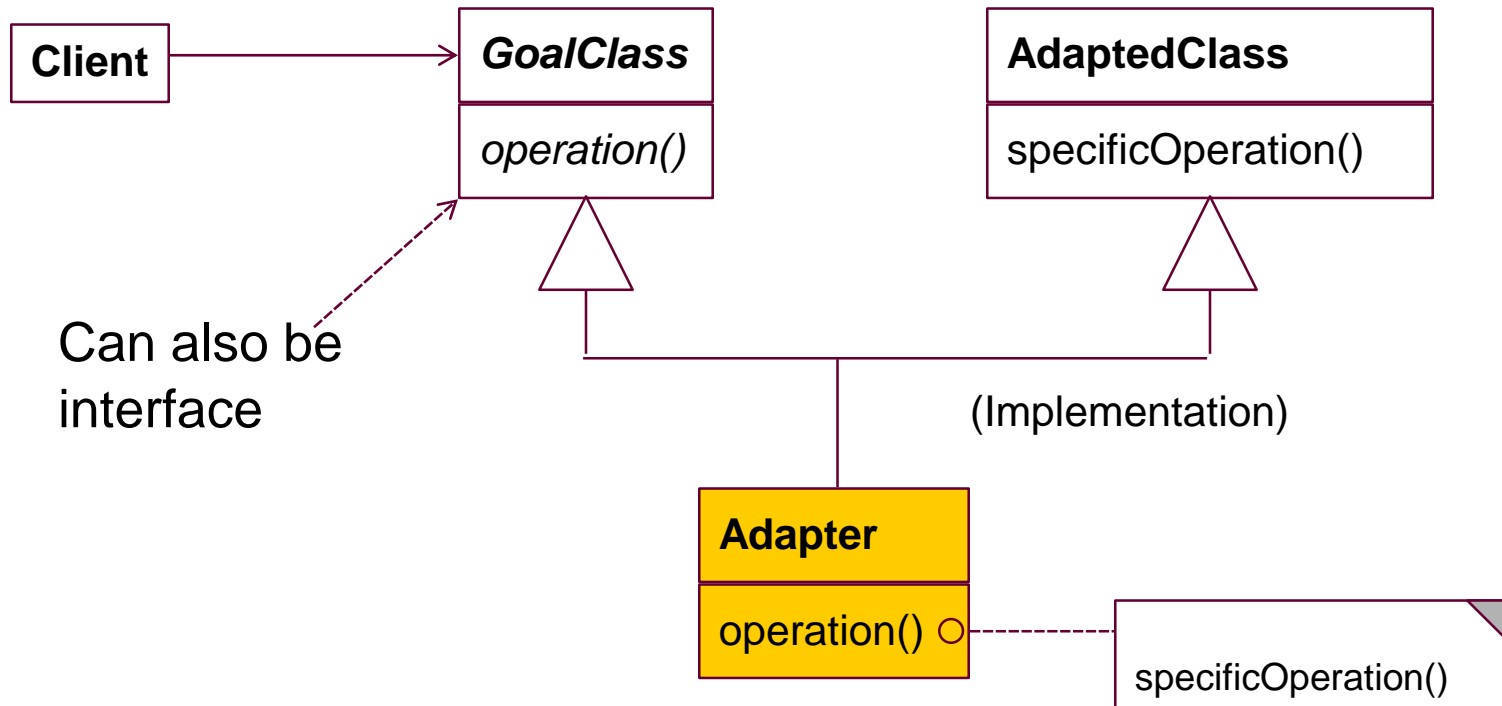 Client
GoalClass
operation()
AdaptedClass
specificOperation()
Can also be
interface
(Implementation)
Adapter
operation()
specificOperation()